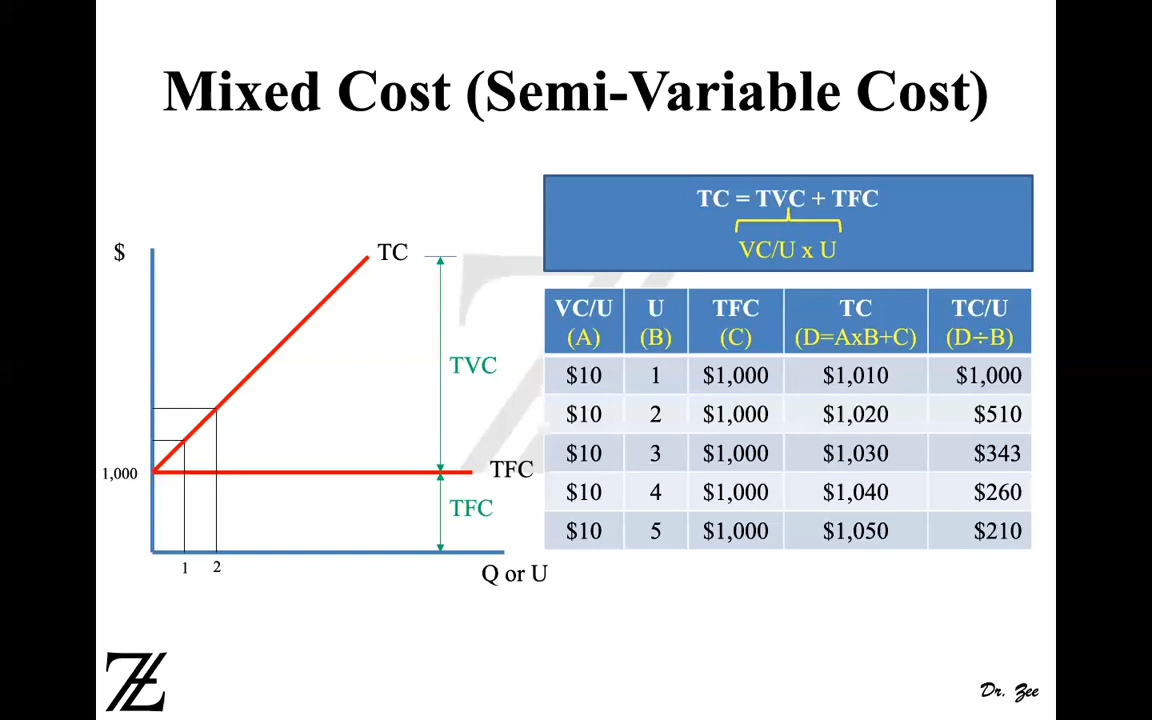 Mixed Cost (Semi-Variable Cost)
TC = TVC + TFC
VC/U x U
$
TC
TVC
1,000
TFC
TFC
1 2
Q or U
VC/U U TFC TC TC/U
(A) (B) (C) (D=AxB+C) (D÷B)
$10 1 $1,000 $1,010 $1,000
$10 2 $1,000 $1,020 $510
$10 3 $1,000 $1,030 $343
$10 4 $1,000 $1,040 $260
$10 5 $1,000 $1,050 $210
Dr. Zee